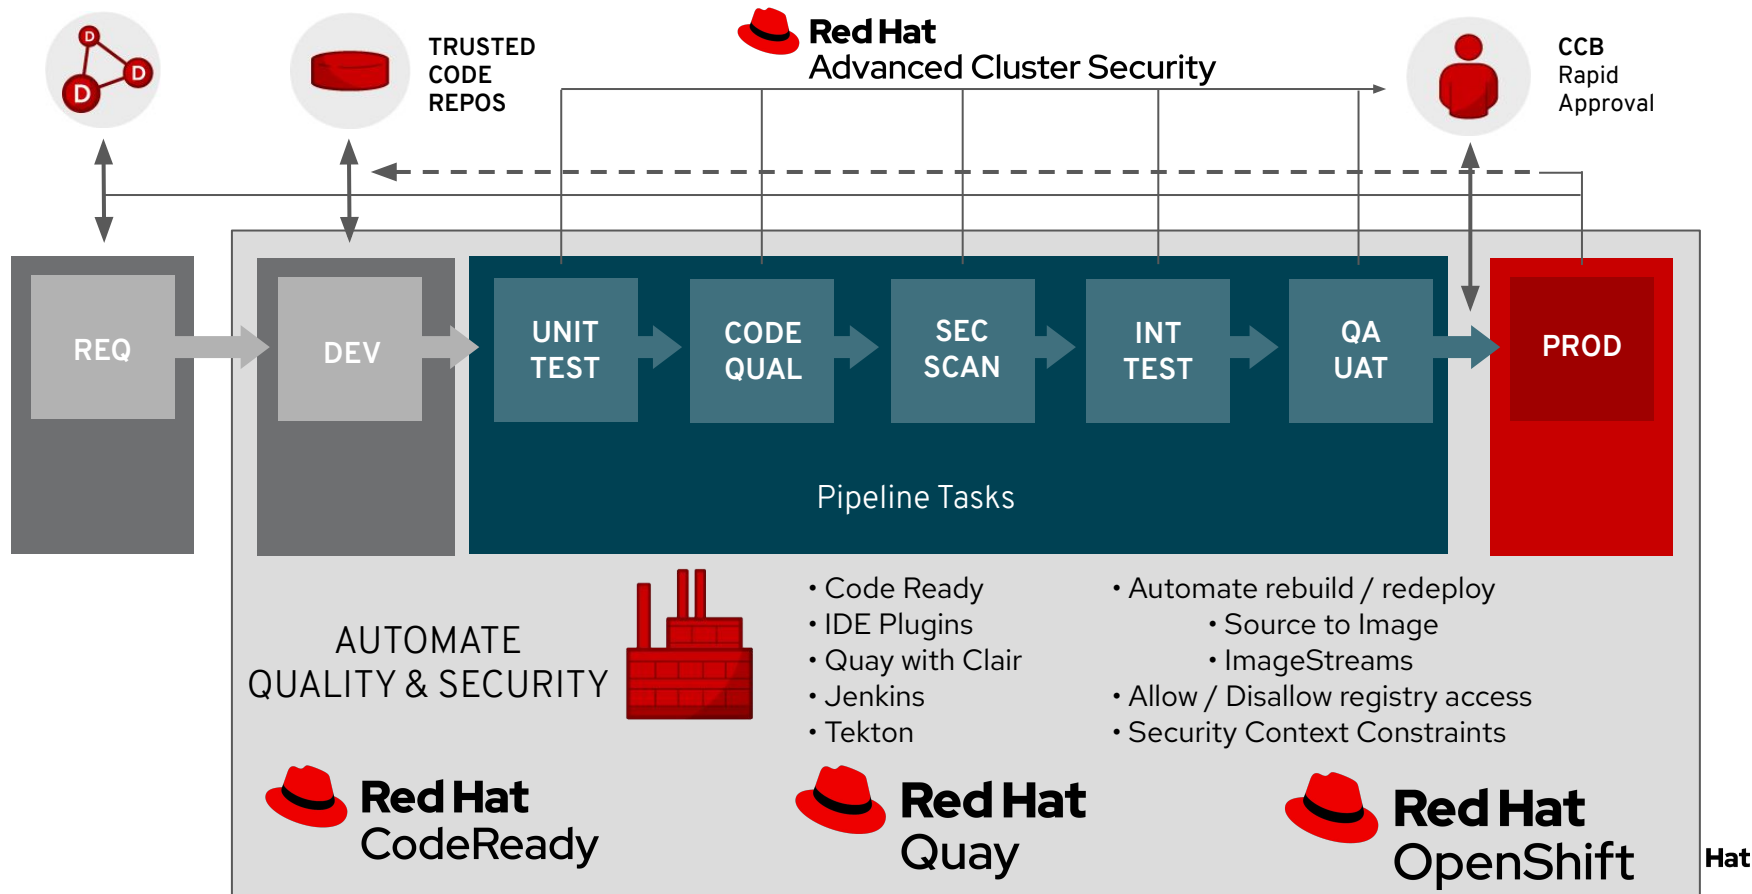 D
D
D
TRUSTED
CODE
REPOS
Red Hat
Advanced Cluster Security
CCB
Rapid
Approval
REQ
DEV
UNIT
TEST
CODE
QUAL
SEC
SCAN
INT
TEST
QA
UAT
PROD
Pipeline Tasks
AUTOMATE
QUALITY & SECURITY
• Code Ready
• IDE Plugins
• Quay with Clair
• Jenkins
• Tekton
• Automate rebuild / redeploy
• Source to Image
• ImageStreams
• Allow / Disallow registry access
• Security Context Constraints
Red Hat
CodeReady
Red Hat
Quay
Red Hat
OpenShift
Hat